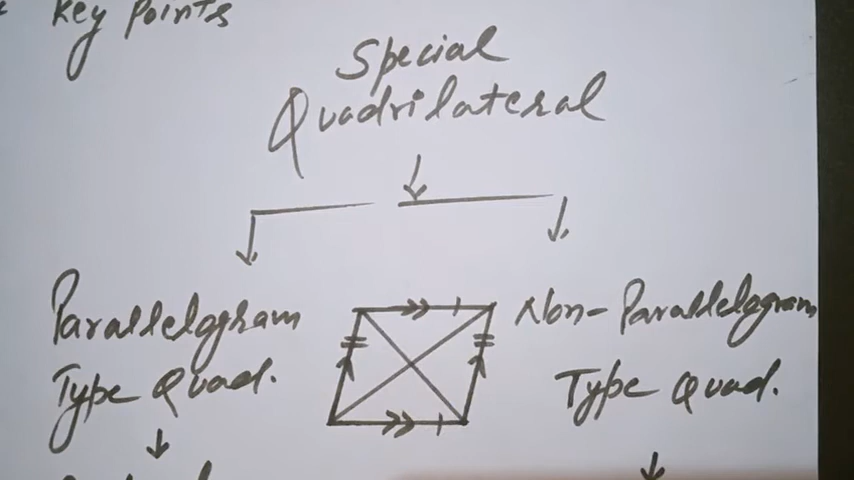 Key Points
Special
Quadrilateral
Parallelogram
Type Quad.
Non-Parallelogram
Type Quad.